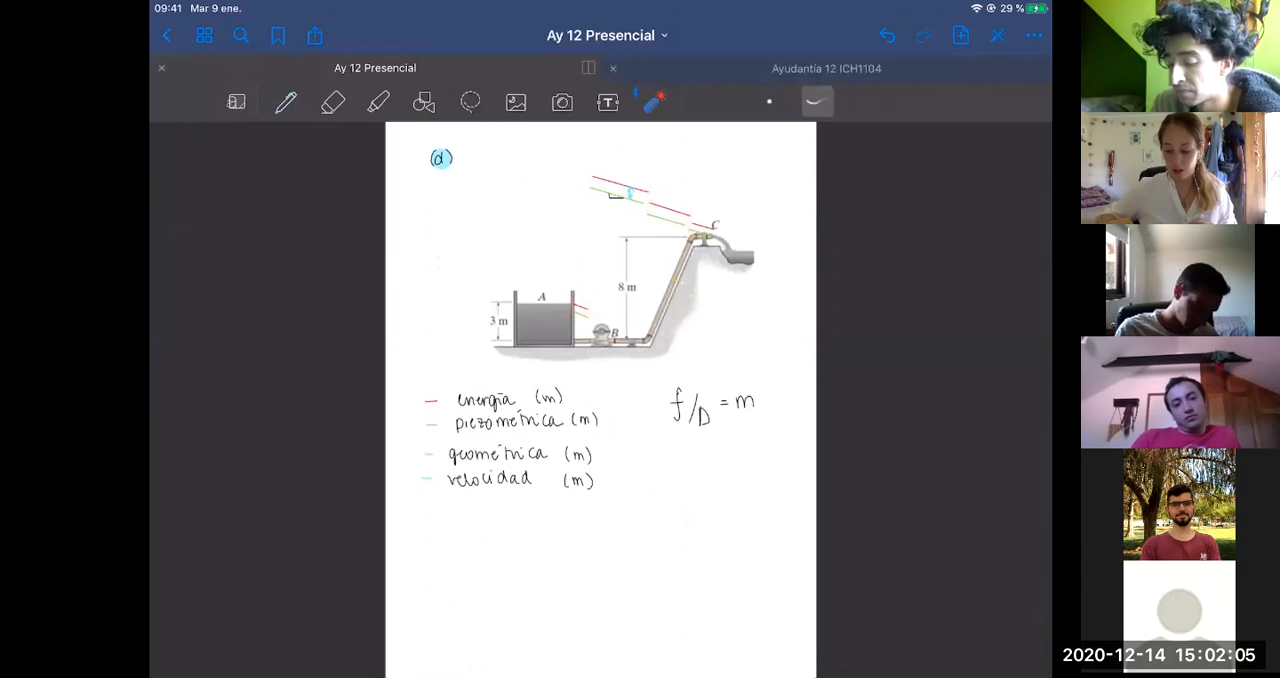 09:41 Mar 9 ene.
29 %
Ay 12 Presencial
Ay 12 Presencial
Ayudantía 12 ICH1104
T
(d)
C
8 m
A
3 m
B
energía (m)
piezométrica (m)
geométrica (m)
velocidad (m)
f/D = m
2020-12-14 15:02:05